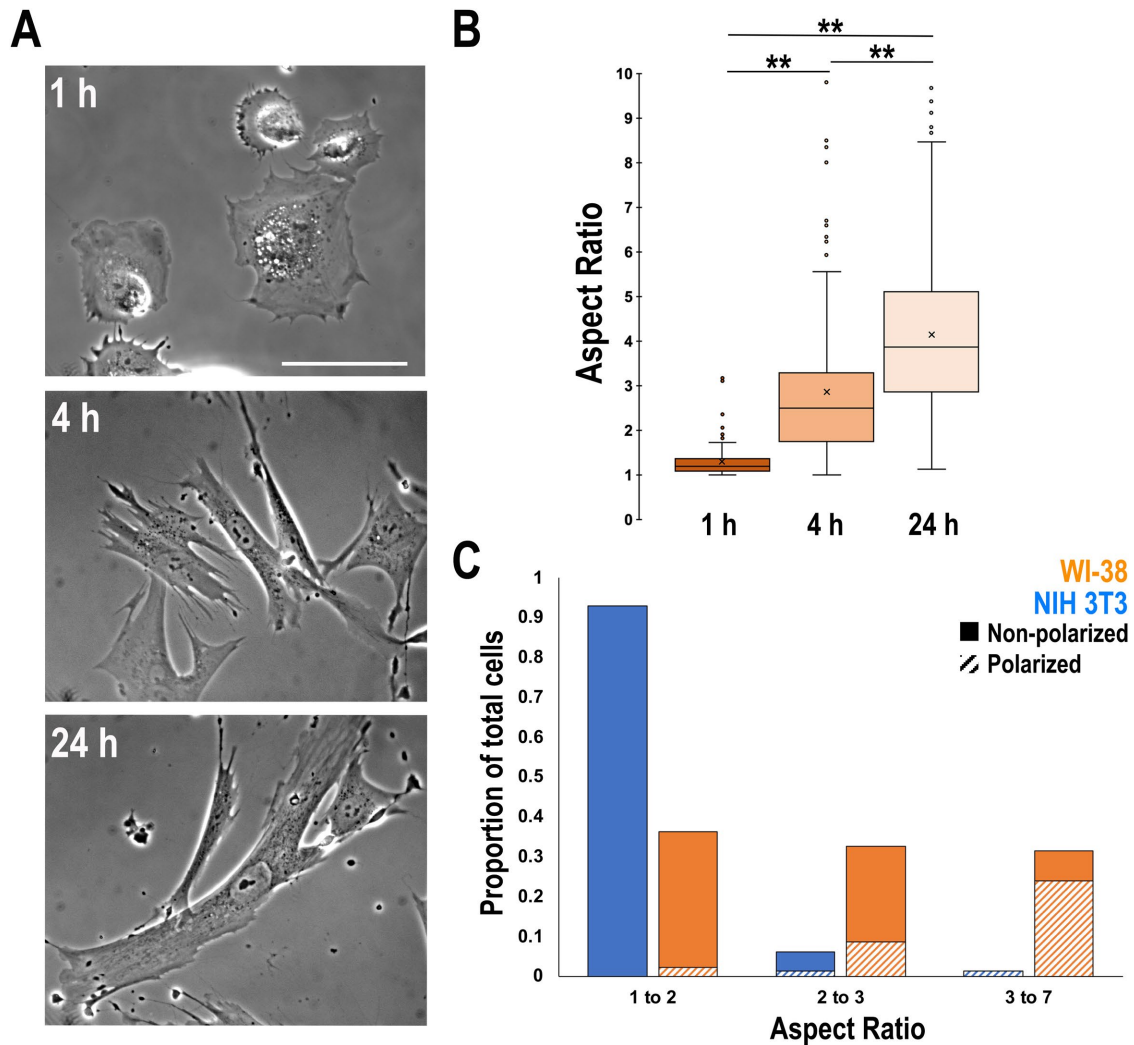 A
1 h
4 h
24 h
B
**
** **
Aspect Ratio
10
9
8
7
6
5
4
3
2
1
0
1 h 4 h 24 h
C
WI-38
NIH 3T3
Non-polarized
Polarized
Proportion of total cells
1
0.9
0.8
0.7
0.6
0.5
0.4
0.3
0.2
0.1
0
1 to 2 2 to 3 3 to 7
Aspect Ratio